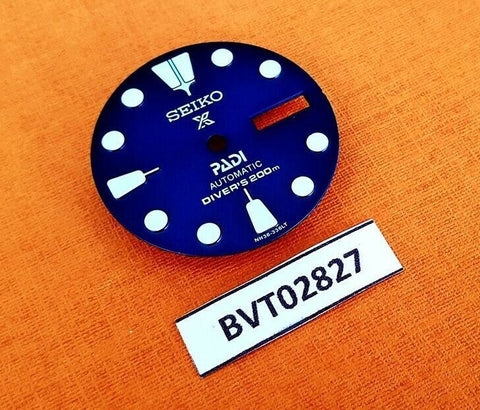 SEIKO
X
PADI
AUTOMATIC
DIVER'S 200m
BVT02827